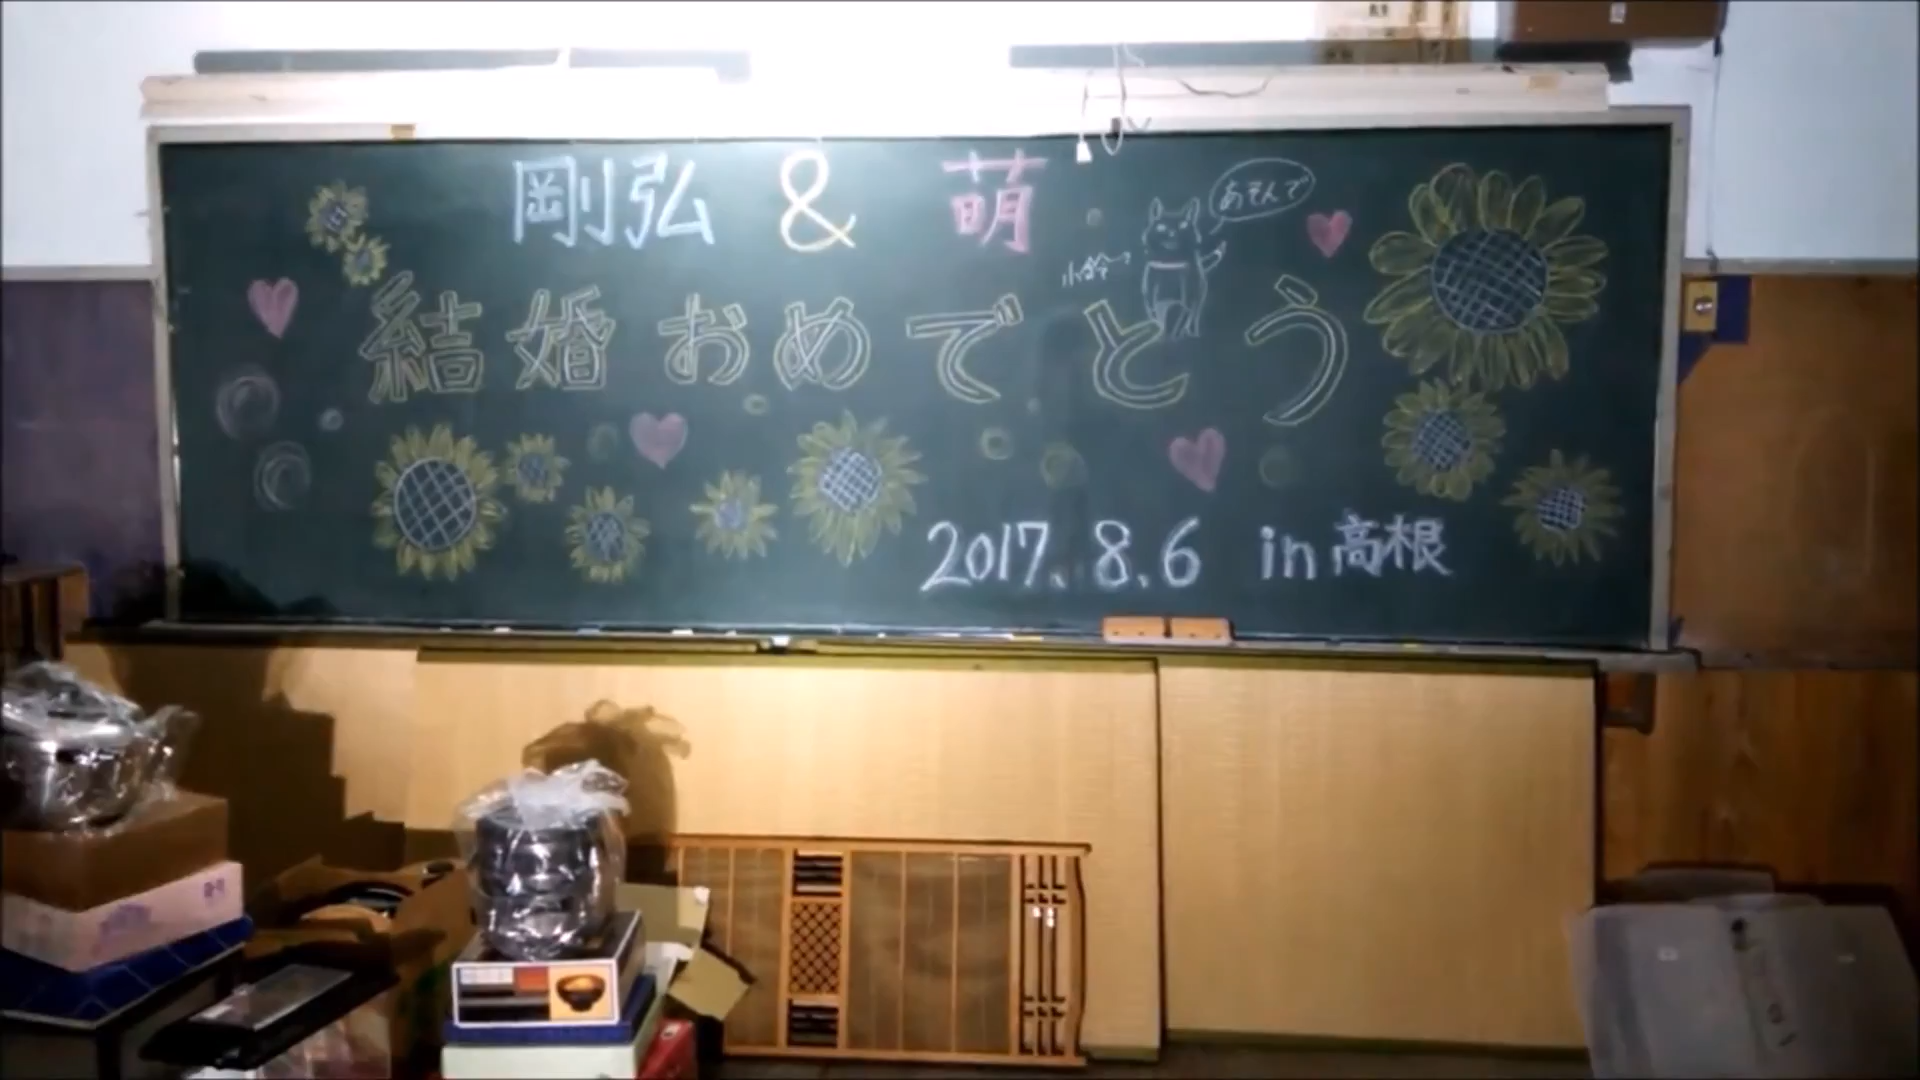 剛弘 & 萌
あそんで
小鈴→
結婚おめでとう
2017.8.6 in 高根